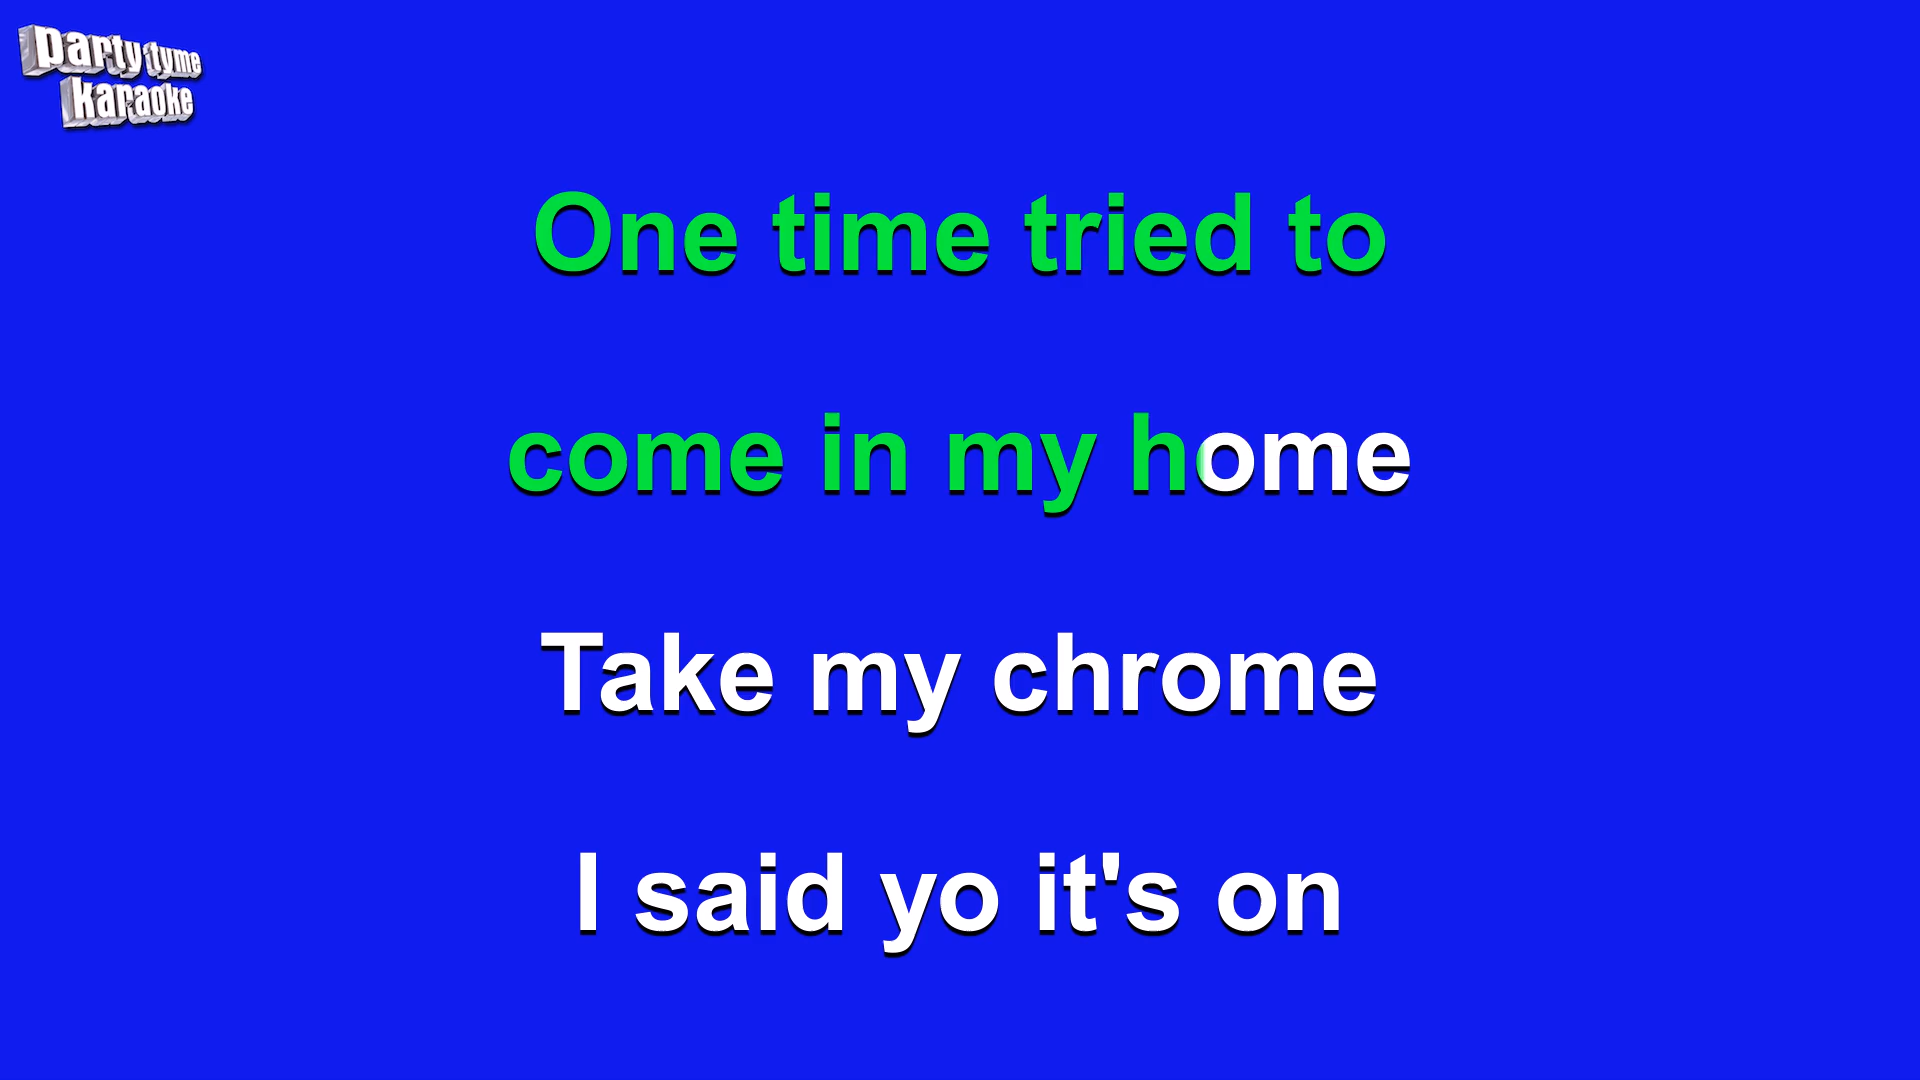 party tyme
karaoke
One time tried to
come in my home
Take my chrome
I said yo it's on